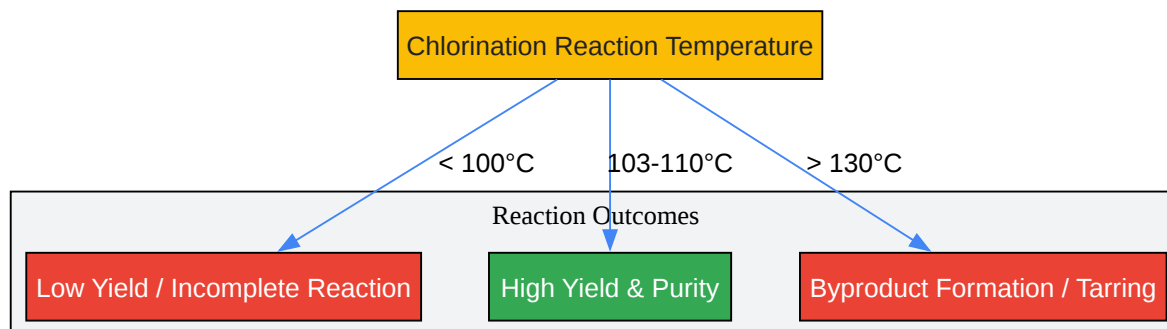 Chlorination Reaction Temperature
< 100°C
103-110°C
> 130°C
Reaction Outcomes
Low Yield / Incomplete Reaction
High Yield & Purity
Byproduct Formation / Tarring